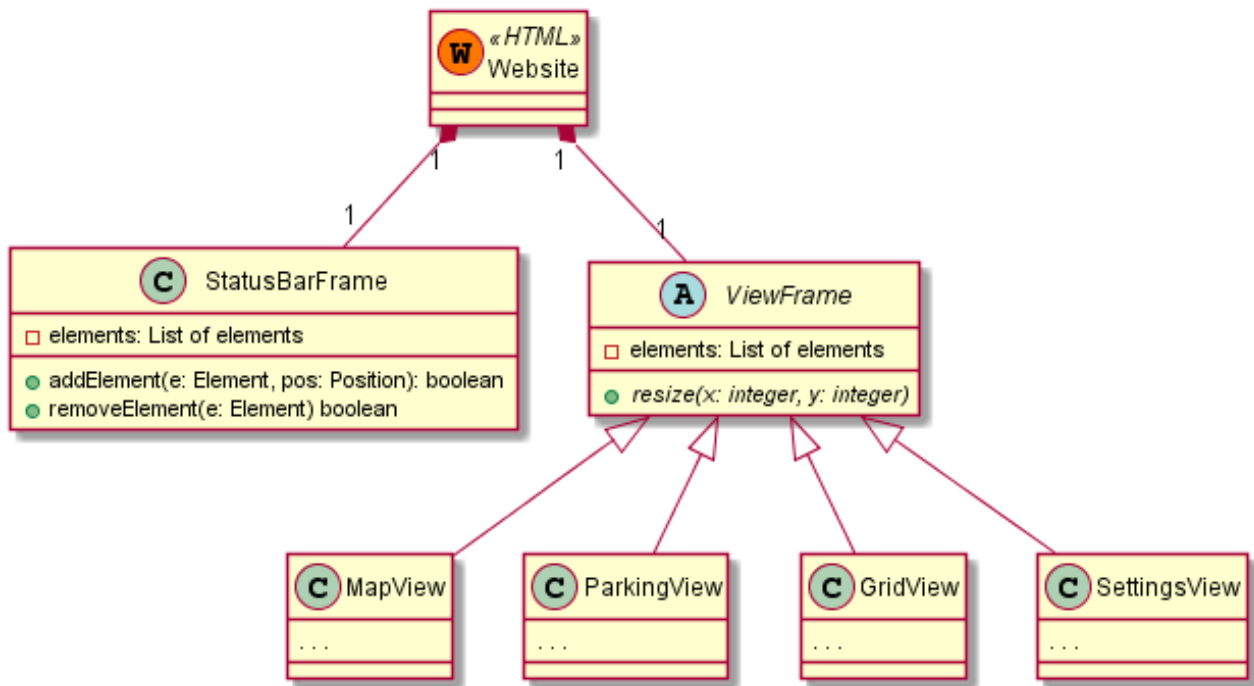 W
«HTML»
Website
1
1
1
1
C
StatusBarFrame
elements: List of elements
addElement(e: Element, pos: Position): boolean
removeElement(e: Element) boolean
A
ViewFrame
elements: List of elements
resize(x: integer, y: integer)
C
MapView
. . .
C
ParkingView
. . .
C
GridView
. . .
C
SettingsView
. . .